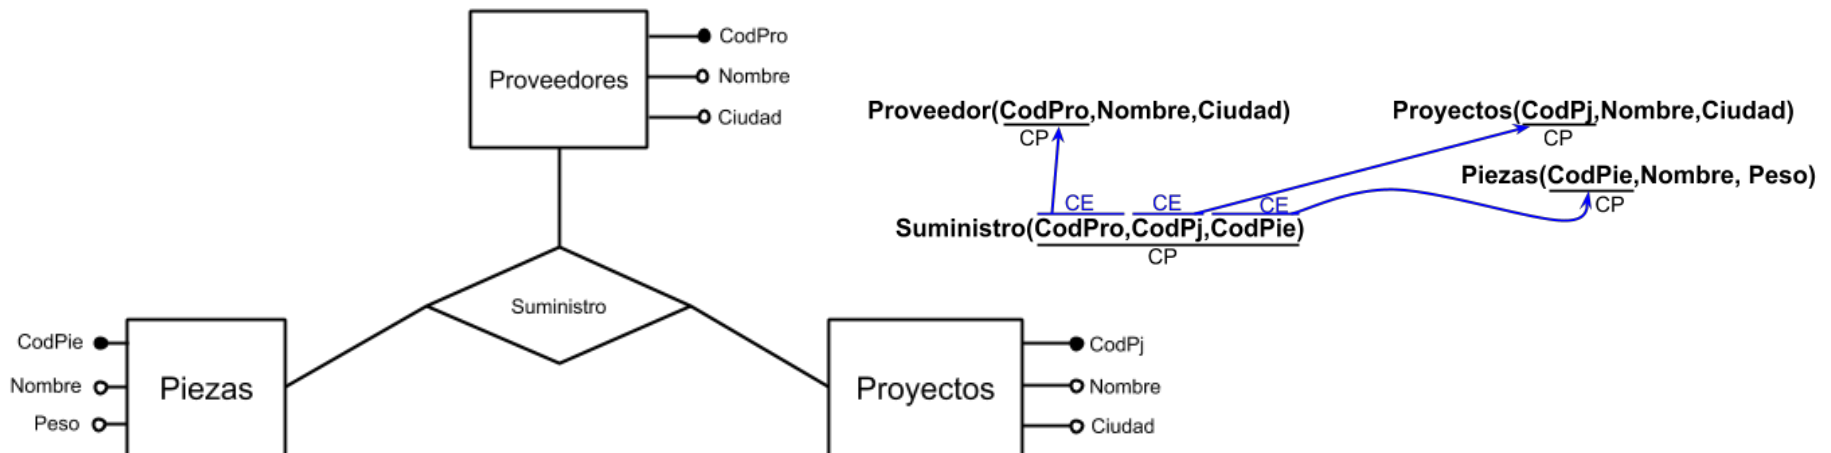 Proveedores
CodPro
Nombre
Ciudad
Suministro
CodPie
Nombre
Peso
Piezas
Proyectos
CodPj
Nombre
Ciudad
Proveedor(CodPro,Nombre,Ciudad)
CP
Proyectos(CodPj,Nombre,Ciudad)
CP
Piezas(CodPie,Nombre, Peso)
CP
CE CE CE
Suministro(CodPro,CodPj,CodPie)
CP